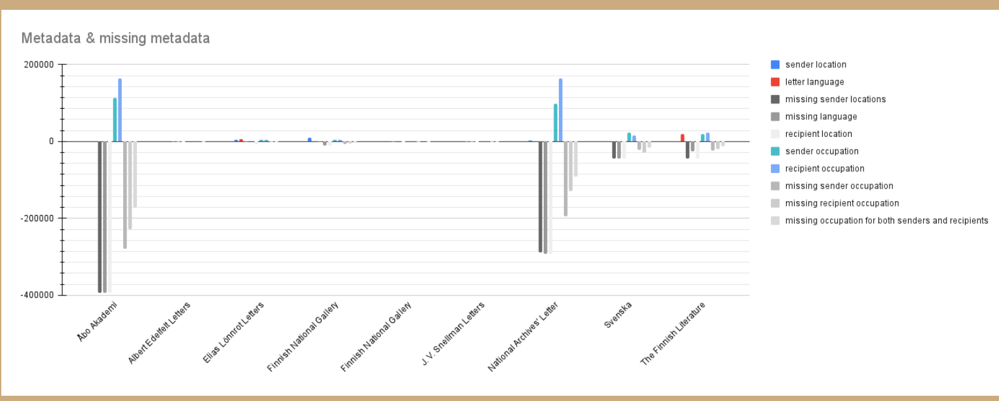 Metadata & missing metadata
200000
0
-200000
-400000
Åbo Akademi
Albert Edelfelt Letters
Elias Lönnrot Letters
Finnish National Gallery
Finnish National Gallery
J. V. Snellman Letters
National Archives' Letter
Svenska
The Finnish Literature
sender location
letter language
missing sender locations
missing language
recipient location
sender occupation
recipient occupation
missing sender occupation
missing recipient occupation
missing occupation for both senders and recipients